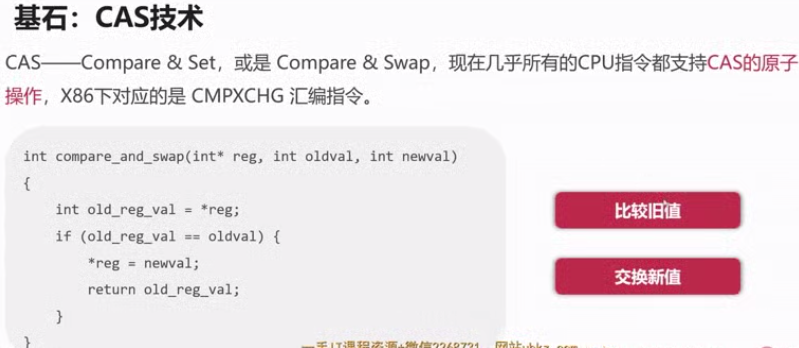 基石：CAS技术
CAS——Compare & Set，或是 Compare & Swap，现在几乎所有的CPU指令都支持CAS的原子
操作，X86下对应的是 CMPXCHG 汇编指令。
int compare_and_swap(int* reg, int oldval, int newval)
{
int old_reg_val = *reg;
if (old_reg_val == oldval) {
*reg = newval;
return old_reg_val;
}
}
比较旧值
交换新值